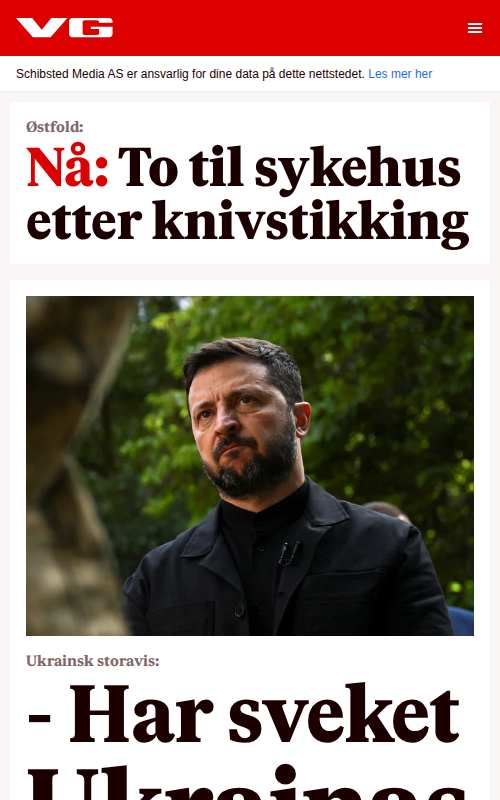 VG
Schibsted Media AS er ansvarlig for dine data på dette nettstedet. Les mer her
Østfold:
Nå: To til sykehus
etter knivstikking
Ukrainsk storavis:
- Har sveket
Ukrainas